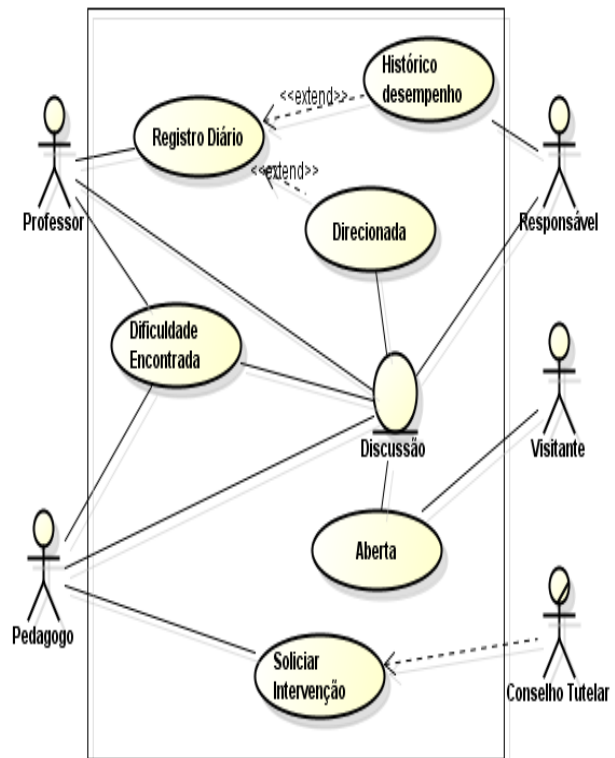 Histórico
desempenho
<<extend>>
Registro Diário
<<extend>>
Professor
Direcionada
Responsável
Dificuldade
Encontrada
Discussão
Visitante
Aberta
Pedagogo
Soliciar
Intervenção
Conselho Tutelar